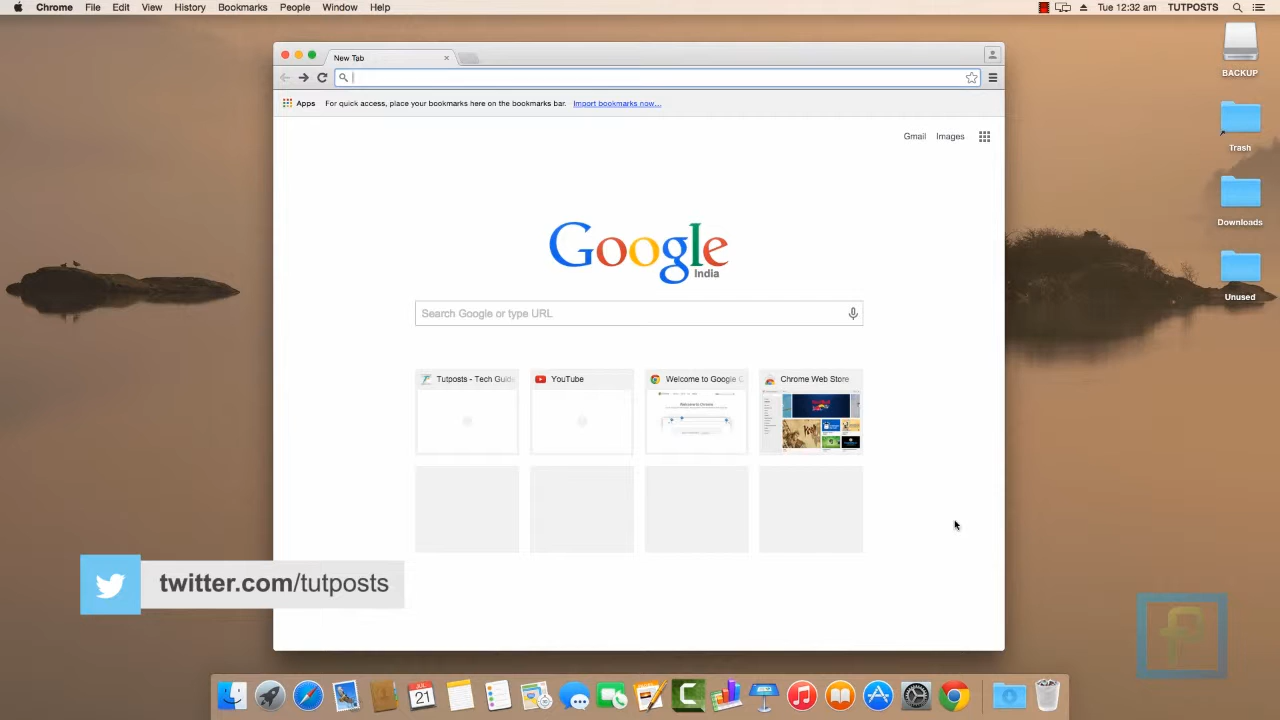 Chrome File Edit View History Bookmarks People Window Help Tue 12:32 am TUTPOSTS
BACKUP
Trash
Downloads
Unused
New Tab
Apps For quick access, place your bookmarks here on the bookmarks bar. Import bookmarks now...
Gmail Images
Google
India
Search Google or type URL
Tutposts - Tech Guid
YouTube
Welcome to Google C
Chrome Web Store
twitter.com/tutposts
JUL
21